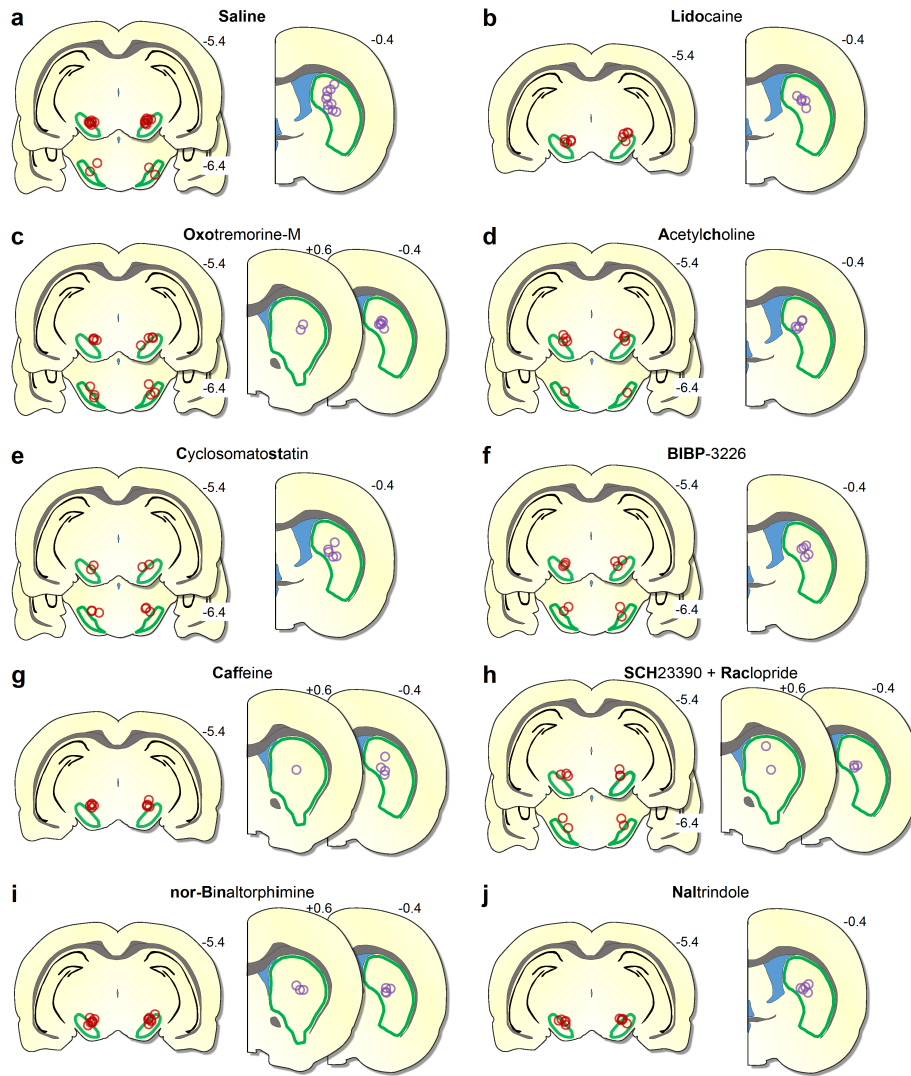 a
Saline
-5.4
-0.4
-6.4
b
Lidocaine
-5.4
-0.4
c
Oxotremorine-M
-5.4
+0.6
-0.4
-6.4
d
Acetylcholine
-5.4
-0.4
-6.4
e
Cyclosomatostatin
-5.4
-0.4
-6.4
f
BIBP-3226
-5.4
-0.4
-6.4
g
Caffeine
-5.4
+0.6
-0.4
h
SCH23390 + Raclopride
-5.4
+0.6
-0.4
-6.4
i
nor-Binaltorphimine
-5.4
+0.6
-0.4
j
Naltrindole
-5.4
-0.4